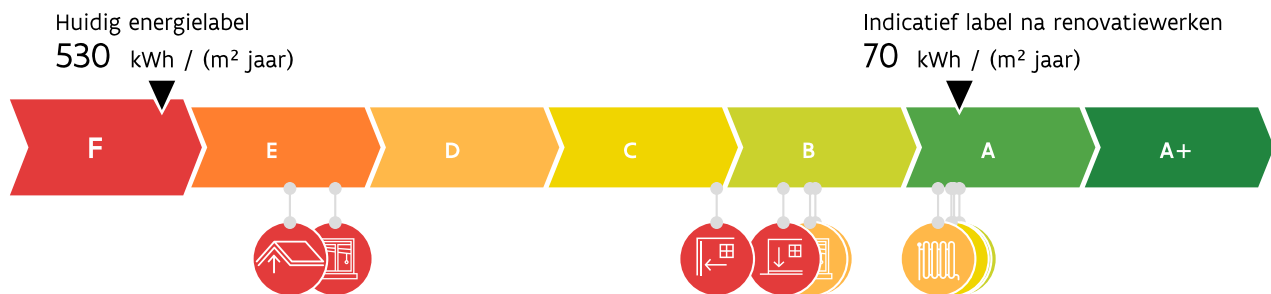 Huidig energielabel
530 kWh / (m² jaar)
Indicatief label na renovatiewerken
70 kWh / (m² jaar)
F E D C B A A+